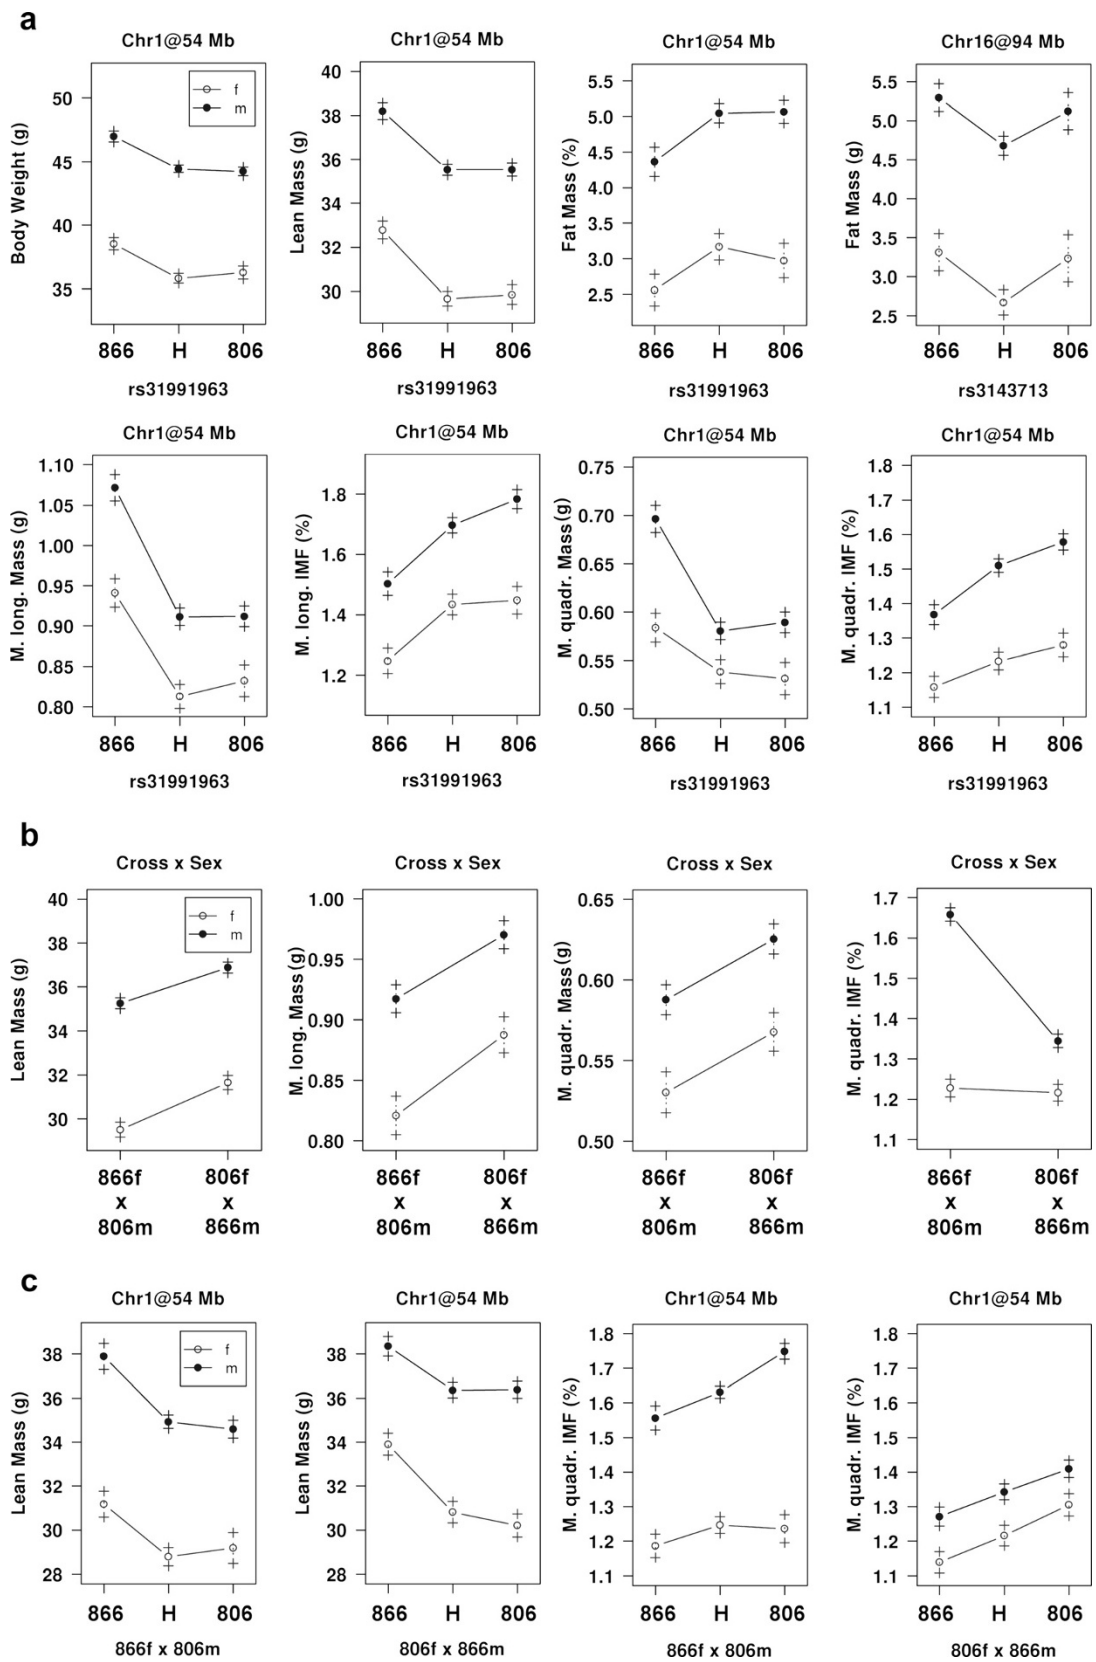 a
Chr1@54 Mb
Body Weight (g)
50
45
40
35
f
m
866 H 806
rs31991963
Chr1@54 Mb
Lean Mass (g)
40
38
36
34
32
30
866 H 806
rs31991963
Chr1@54 Mb
Fat Mass (%)
5.5
5.0
4.5
4.0
3.5
3.0
2.5
866 H 806
rs31991963
Chr16@94 Mb
Fat Mass (g)
5.5
5.0
4.5
4.0
3.5
3.0
2.5
866 H 806
rs3143713
Chr1@54 Mb
M. long. Mass (g)
1.10
1.05
1.00
0.95
0.90
0.85
0.80
866 H 806
rs31991963
Chr1@54 Mb
M. long. IMF (%)
1.8
1.6
1.4
1.2
866 H 806
rs31991963
Chr1@54 Mb
M. quadr. Mass (g)
0.75
0.70
0.65
0.60
0.55
0.50
866 H 806
rs31991963
Chr1@54 Mb
M. quadr. IMF (%)
1.8
1.7
1.6
1.5
1.4
1.3
1.2
1.1
866 H 806
rs31991963
b
Cross x Sex
Lean Mass (g)
40
38
36
34
32
30
f
m
866f 806f
x x
806m 866m
Cross x Sex
M. long. Mass (g)
1.00
0.95
0.90
0.85
0.80
866f 806f
x x
806m 866m
Cross x Sex
M. quadr. Mass (g)
0.65
0.60
0.55
0.50
866f 806f
x x
806m 866m
Cross x Sex
M. quadr. IMF (%)
1.7
1.6
1.5
1.4
1.3
1.2
1.1
866f 806f
x x
806m 866m
c
Chr1@54 Mb
Lean Mass (g)
38
36
34
32
30
28
f
m
866 H 806
866f x 806m
Chr1@54 Mb
Lean Mass (g)
38
36
34
32
30
28
866 H 806
806f x 866m
Chr1@54 Mb
M. quadr. IMF (%)
1.8
1.7
1.6
1.5
1.4
1.3
1.2
1.1
866 H 806
866f x 806m
Chr1@54 Mb
M. quadr. IMF (%)
1.8
1.7
1.6
1.5
1.4
1.3
1.2
1.1
866 H 806
806f x 866m